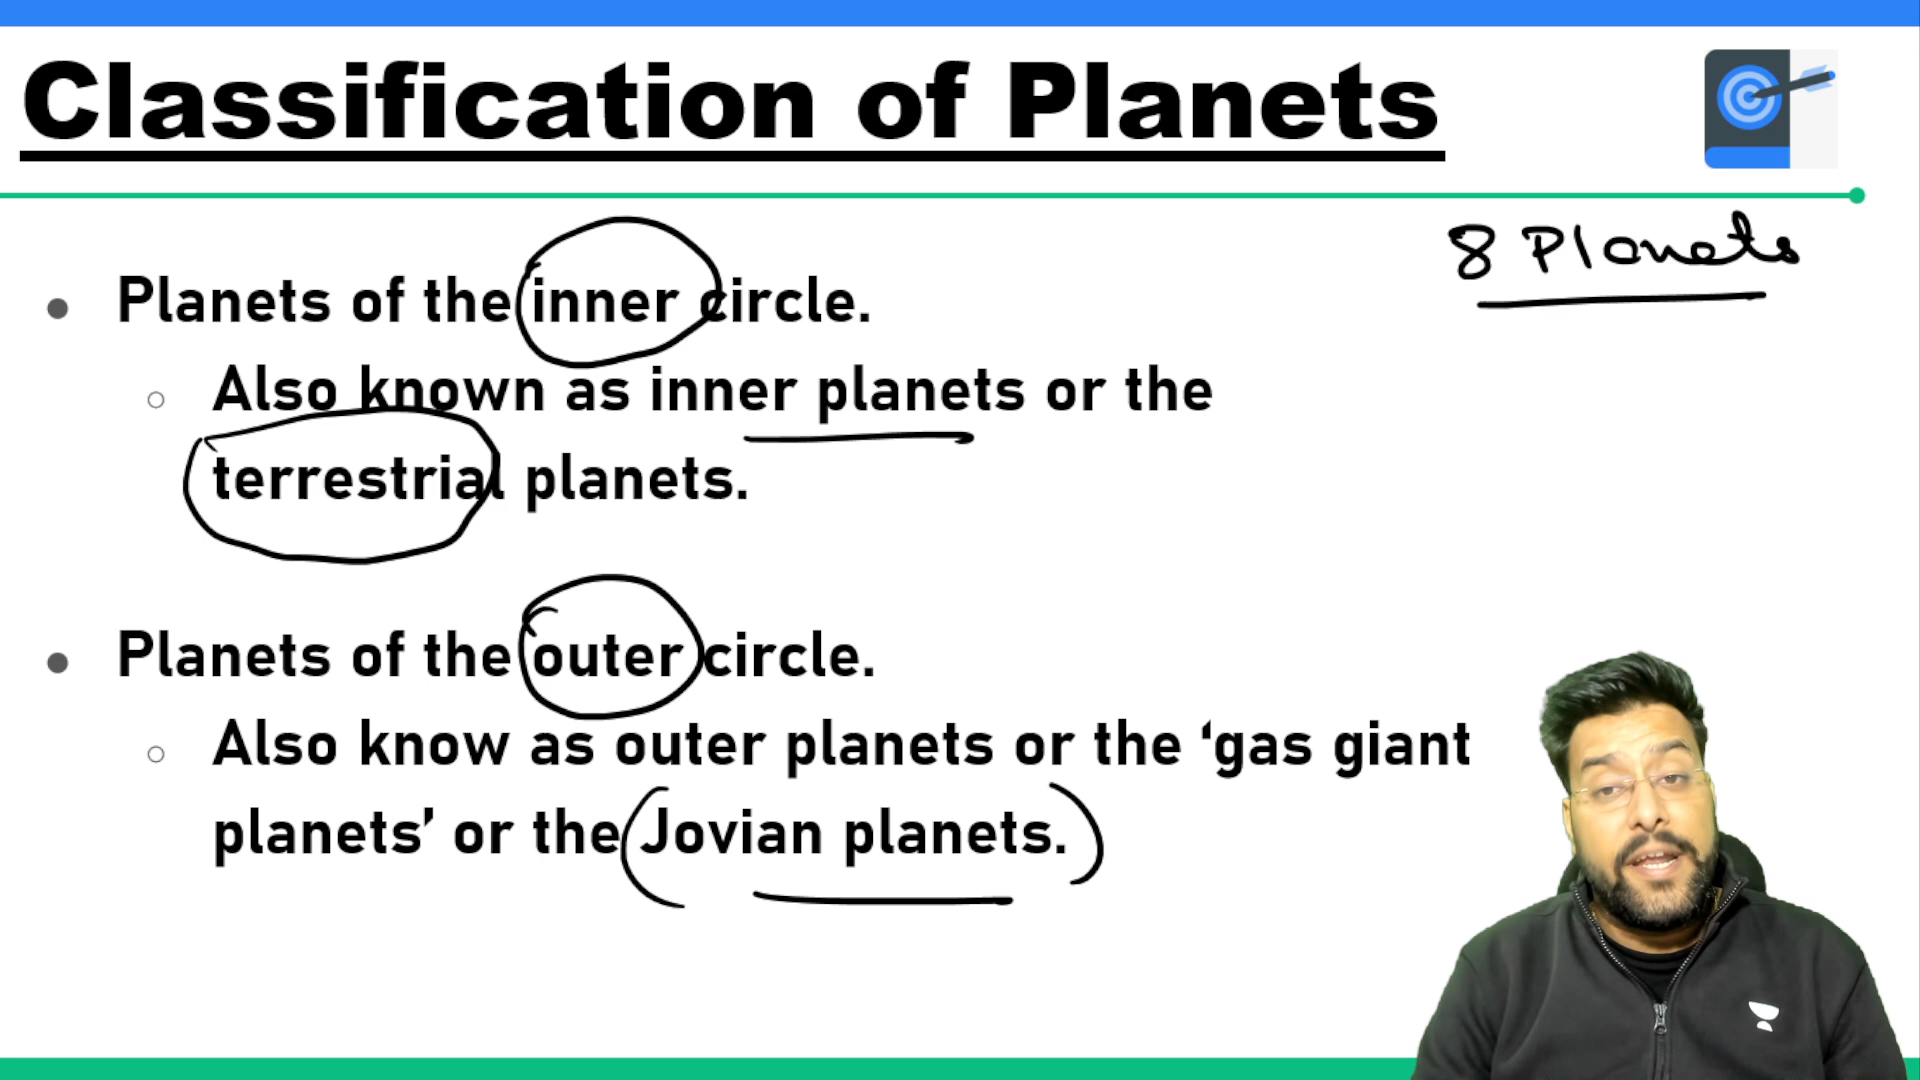 Classification of Planets
8 Planets
● Planets of the inner circle.
○ Also known as inner planets or the
terrestrial planets.
● Planets of the outer circle.
○ Also know as outer planets or the ‘gas giant
planets’ or the Jovian planets.